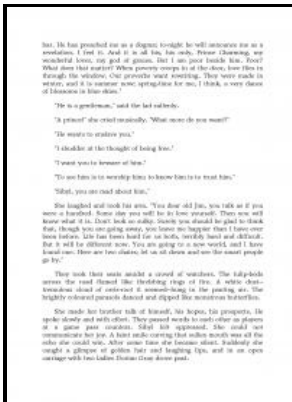 her. He has preached me as a dogma; to-night he will announce me as a
revelation. I feel it. And it is all his, his only, Prince Charming, my
wonderful lover, my god of graces. But I am poor beside him. Poor?
What does that matter? When poverty creeps in at the door, love flies in
through the window. Our proverbs want rewriting. They were made in
winter, and it is summer now; spring-time for me, I think, a very dance
of blossoms in blue skies."
"He is a gentleman," said the lad sullenly.
"A prince!" she cried musically. "What more do you want?"
"He wants to enslave you."
"I shudder at the thought of being free."
"I want you to beware of him."
"To see him is to worship him; to know him is to trust him."
"Sibyl, you are mad about him."
She laughed and took his arm. "You dear old Jim, you talk as if you
were a hundred. Some day you will be in love yourself. Then you will
know what it is. Don't look so sulky. Surely you should be glad to think
that, though you are going away, you leave me happier than I have ever
been before. Life has been hard for us both, terribly hard and difficult.
But it will be different now. You are going to a new world, and I have
found one. Here are two chairs; let us sit down and see the smart people
go by."
They took their seats amidst a crowd of watchers. The tulip-beds
across the road flamed like throbbing rings of fire. A white dust—
tremulous cloud of orris-root it seemed—hung in the panting air. The
brightly coloured parasols danced and dipped like monstrous butterflies.
She made her brother talk of himself, his hopes, his prospects. He
spoke slowly and with effort. They passed words to each other as players
at a game pass counters. Sibyl felt oppressed. She could not
communicate her joy. A faint smile curving that sullen mouth was all the
echo she could win. After some time she became silent. Suddenly she
caught a glimpse of golden hair and laughing lips, and in an open
carriage with two ladies Dorian Gray drove past.